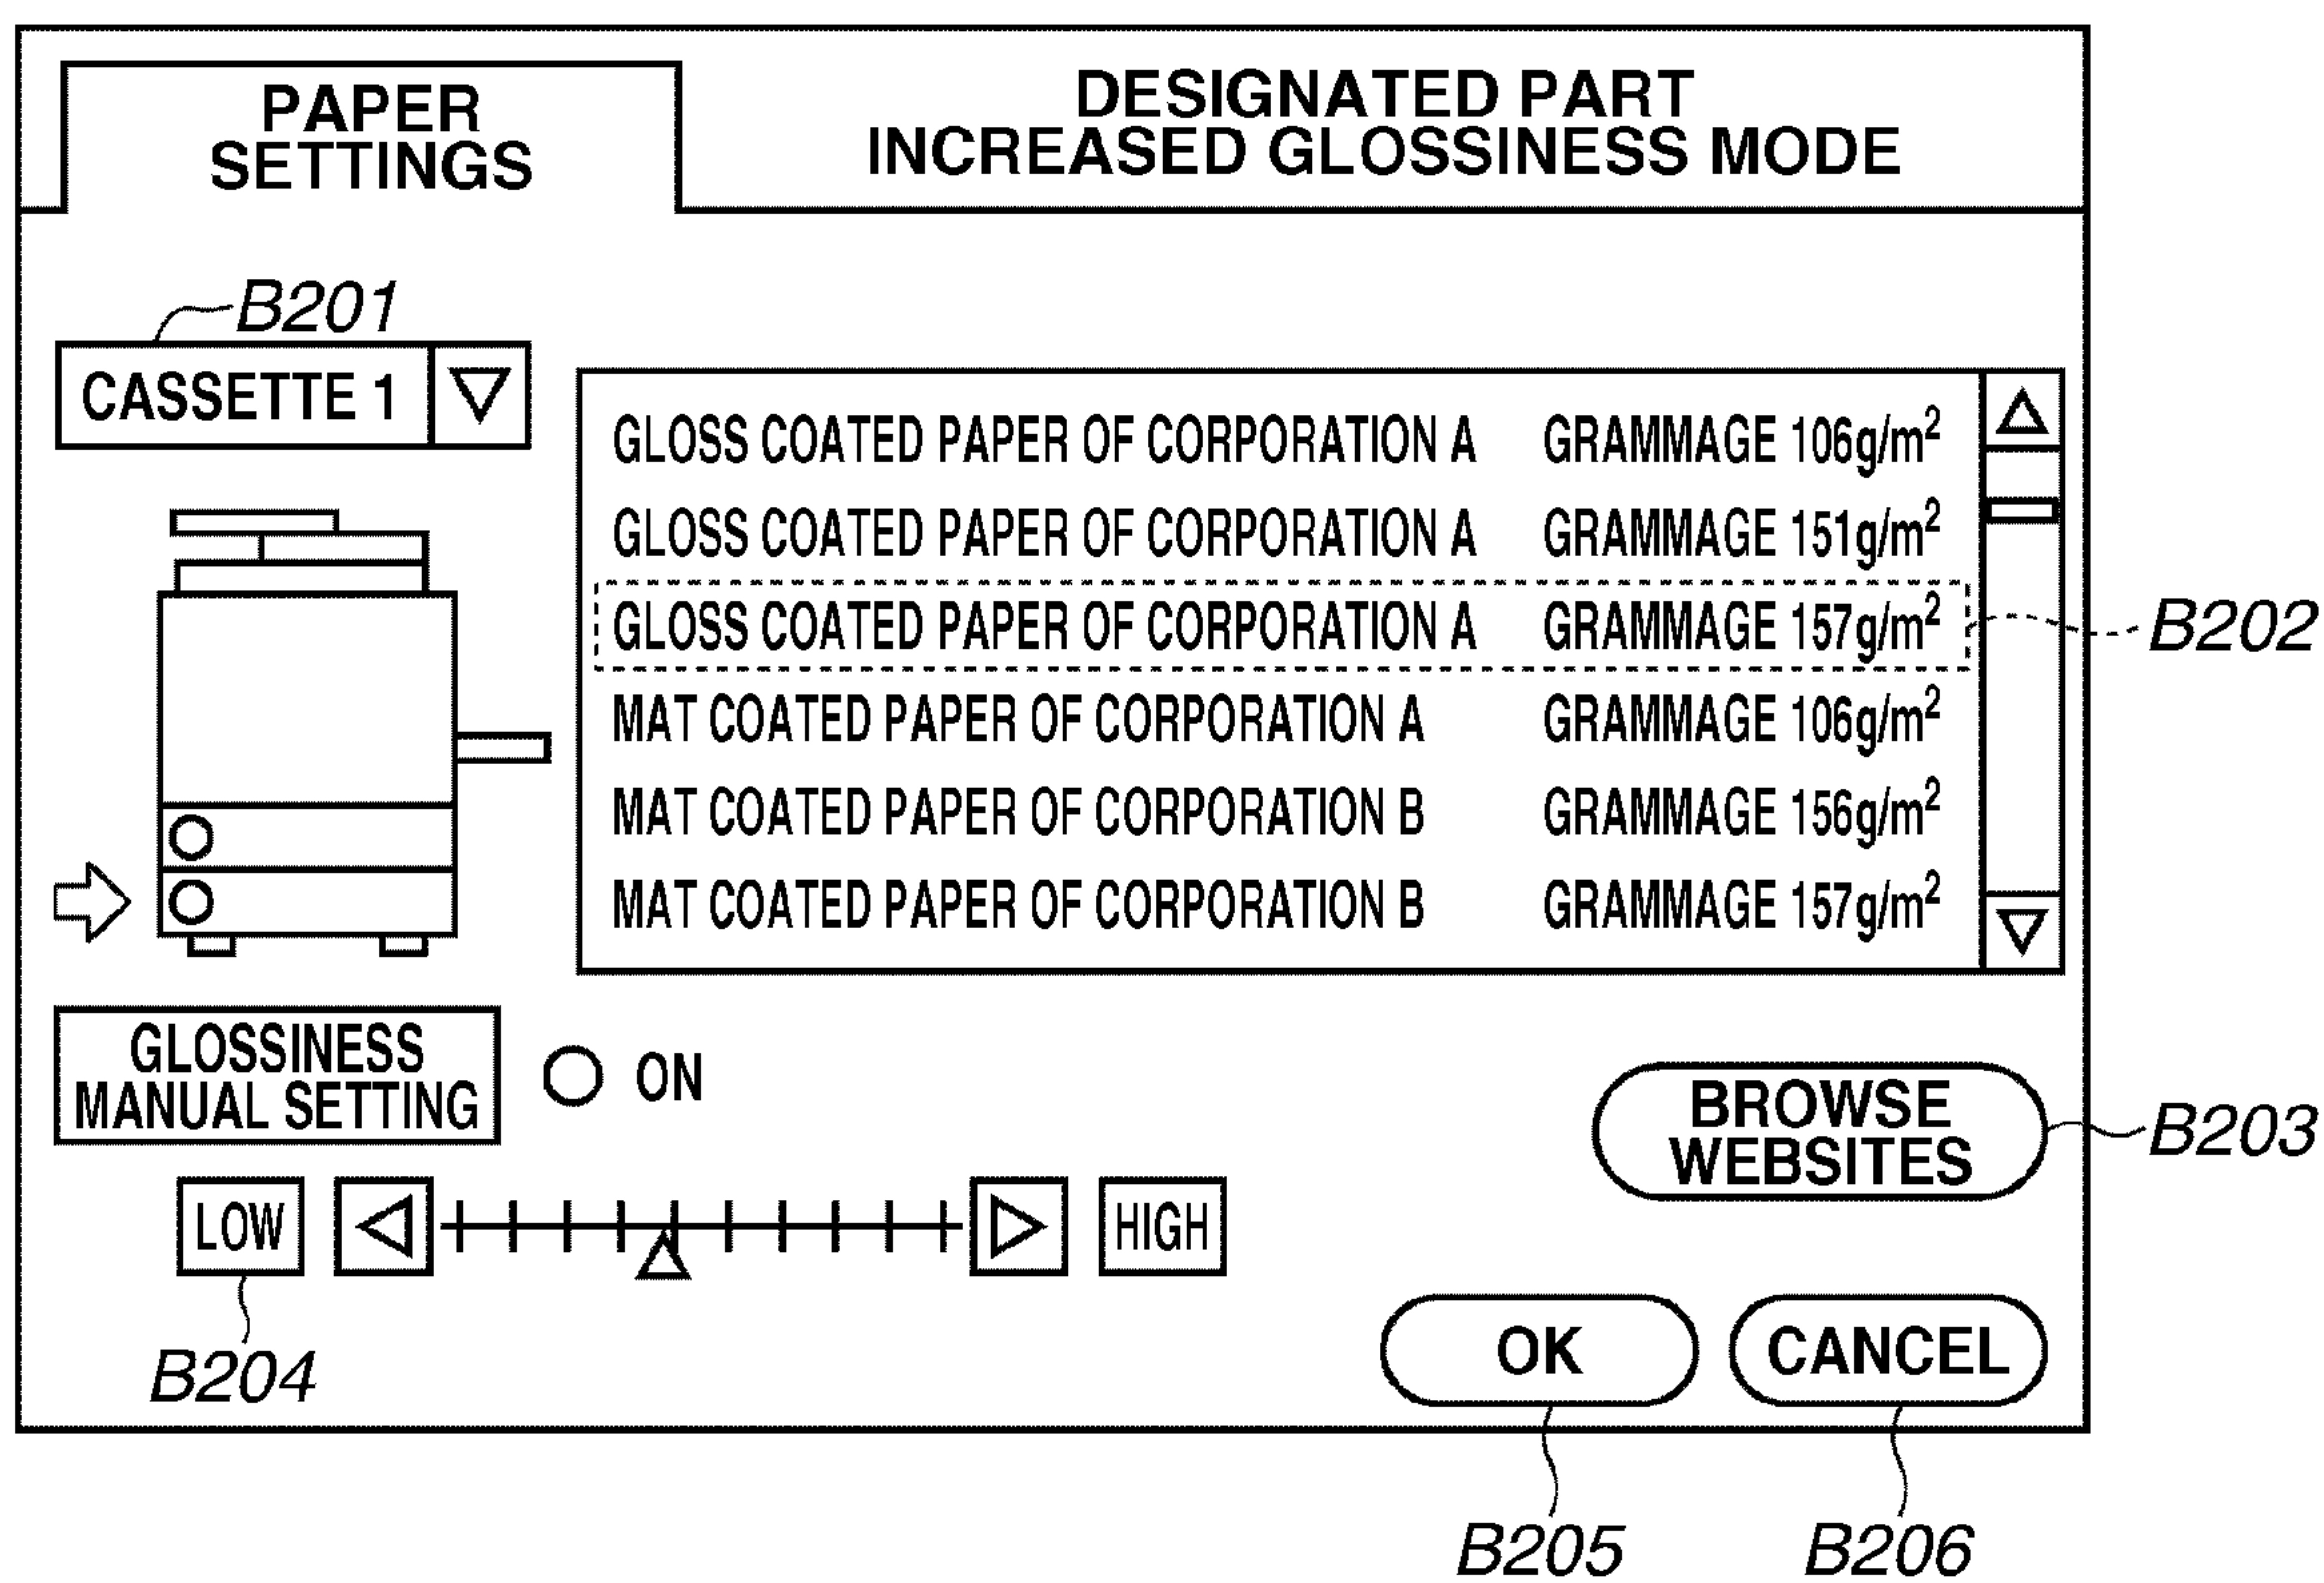 PAPER
SETTINGS
DESIGNATED PART
INCREASED GLOSSINESS MODE
B201
CASSETTE 1
GLOSS COATED PAPER OF CORPORATION A GRAMMAGE 106g/m²
GLOSS COATED PAPER OF CORPORATION A GRAMMAGE 151g/m²
GLOSS COATED PAPER OF CORPORATION A GRAMMAGE 157g/m²
B202
MAT COATED PAPER OF CORPORATION A GRAMMAGE 106g/m²
MAT COATED PAPER OF CORPORATION B GRAMMAGE 156g/m²
MAT COATED PAPER OF CORPORATION B GRAMMAGE 157g/m²
GLOSSINESS
MANUAL SETTING
ON
BROWSE
WEBSITES
B203
LOW
HIGH
B204
OK
CANCEL
B205
B206